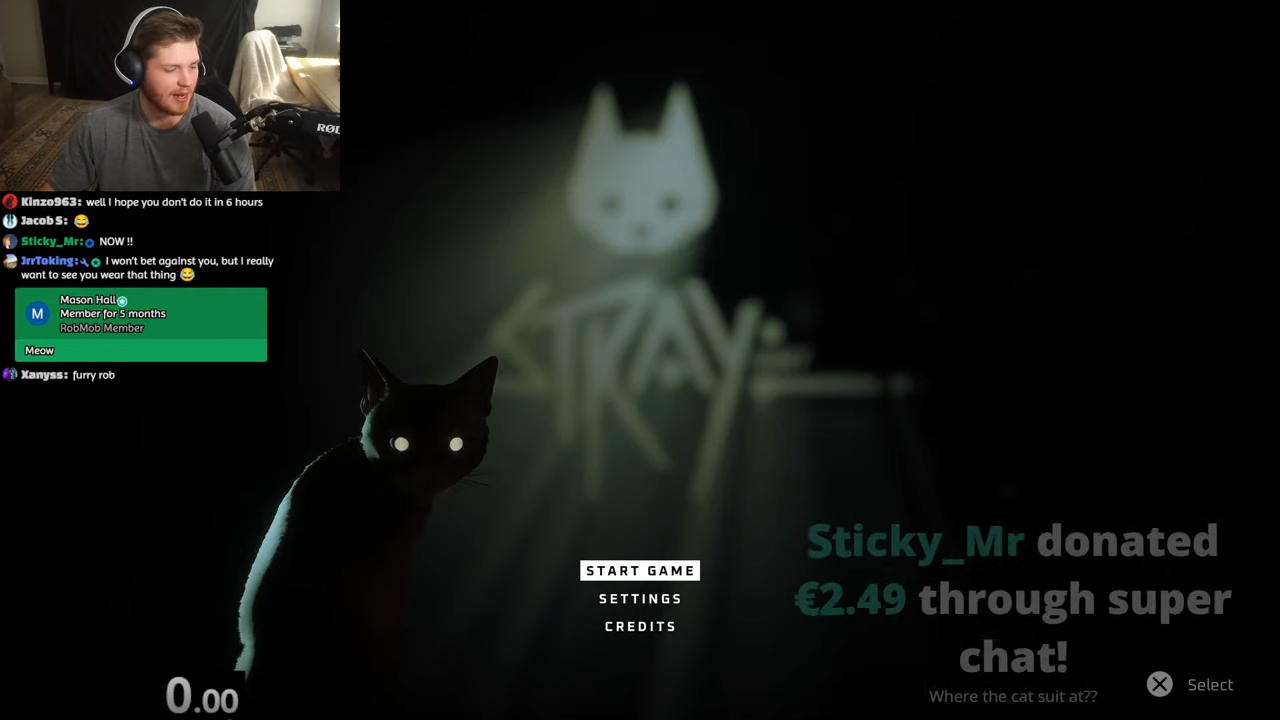 RØD
Kinzo963: well I hope you don't do it in 6 hours
Jacob S: 😂
Sticky_Mr: NOW !!
JrrToking: I won't bet against you, but I really
want to see you wear that thing 😂
M
Mason Hall
Member for 5 months
RobMob Member
Meow
Xanyss: furry rob
STRAY
START GAME
SETTINGS
CREDITS
Sticky_Mr donated
€2.49 through super
chat!
Where the cat suit at??
Select
0.00